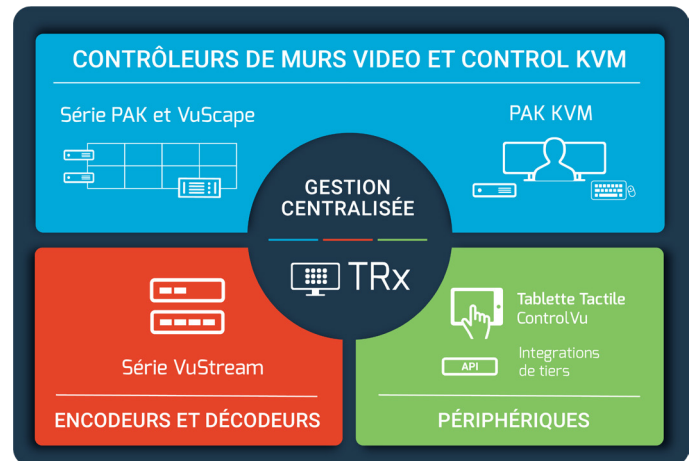 CONTRÔLEURS DE MURS VIDEO ET CONTROL KVM
Série PAK et VuScape
PAK KVM
GESTION
CENTRALISÉE
TRx
Série VuStream
ENCODEURS ET DÉCODEURS
Tablette Tactile
ControlVu
API
Integrations
de tiers
PÉRIPHÉRIQUES